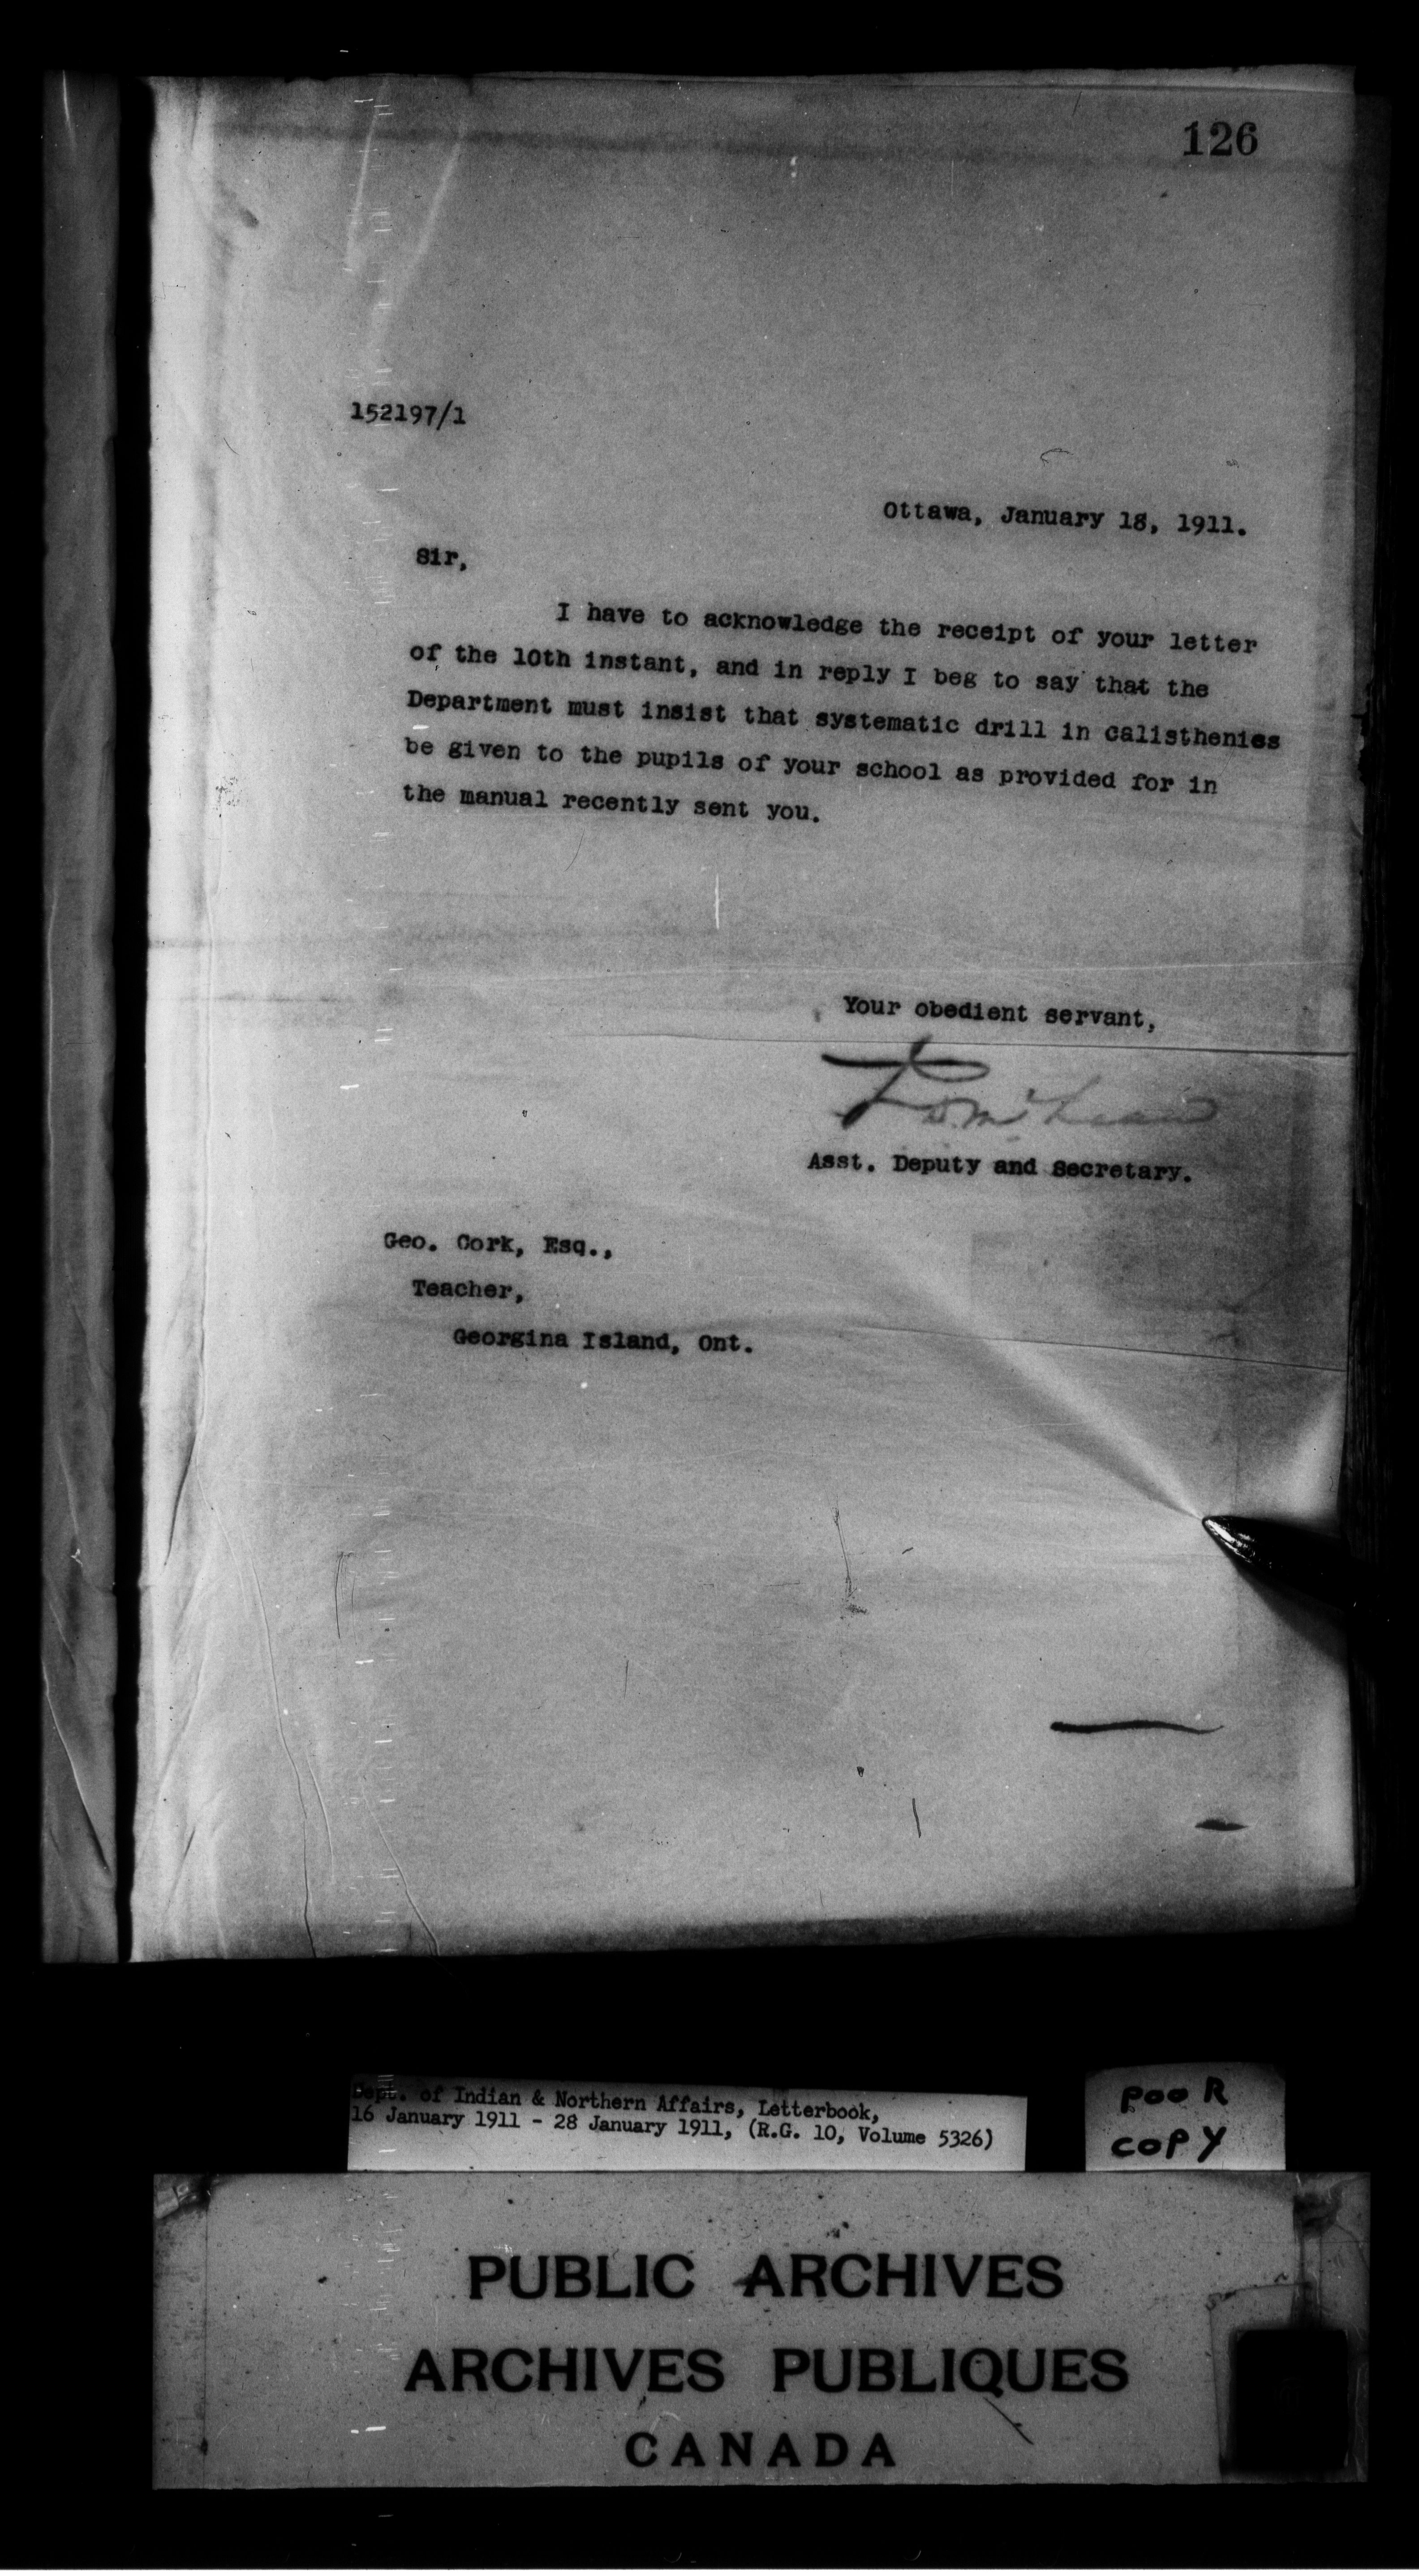 126
152197/1
Ottawa, January 18, 1911.
Sir,
I have to acknowledge the receipt of your letter
of the 10th instant, and in reply I beg to say that the
Department must insist that systematic drill in calisthenics
be given to the pupils of your school as provided for in
the manual recently sent you.
Your obedient servant,
J.D. McLean
Asst. Deputy and Secretary.
Geo. Cork, Esq.,
Teacher,
Georgina Island, Ont.
Dept. of Indian & Northern Affairs, Letterbook,
16 January 1911 - 28 January 1911, (R.G. 10, Volume 5326)
POOR
COPY
PUBLIC ARCHIVES
ARCHIVES PUBLIQUES
CANADA